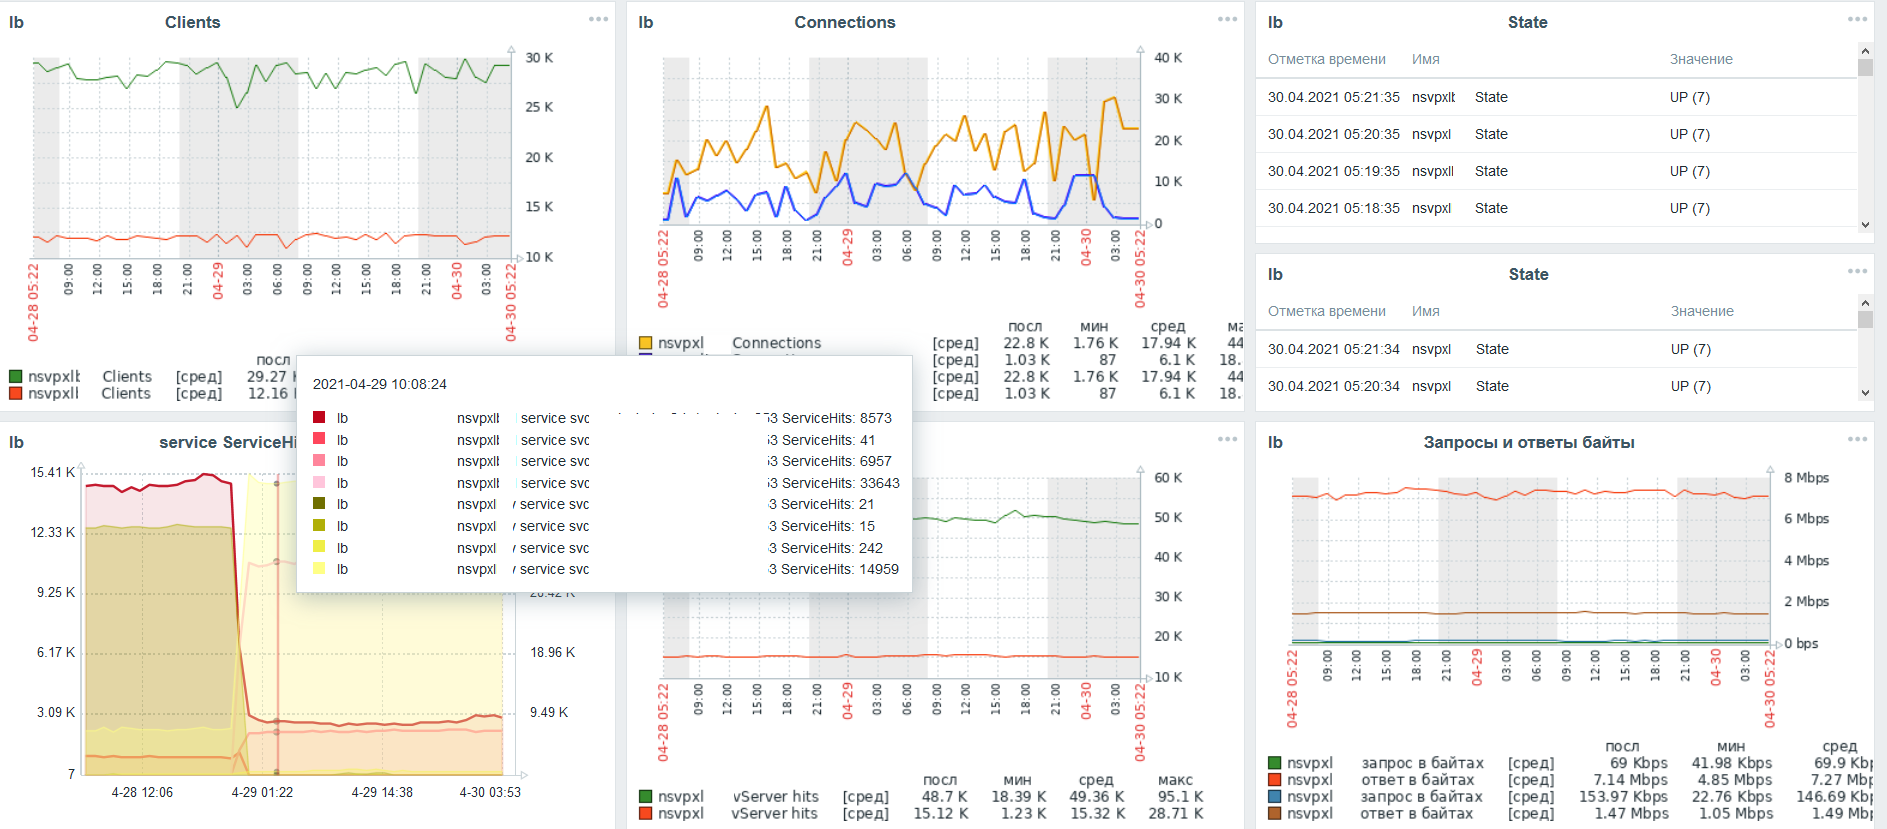 lb Clients
30 K
25 K
20 K
15 K
10 K
04-28 05:22 09:00 12:00 15:00 18:00 21:00 04-29 03:00 06:00 09:00 12:00 15:00 18:00 21:00 04-30 03:00 04-30 05:22
посл
nsvpxlb Clients [сред] 29.27
nsvpxll Clients [сред] 12.16
lb Connections
40 K
30 K
20 K
10 K
0
04-28 05:22 09:00 12:00 15:00 18:00 21:00 04-29 03:00 06:00 09:00 12:00 15:00 18:00 21:00 04-30 03:00 04-30 05:22
посл мин сред
nsvpxl Connections [сред] 22.8 K 1.76 K 17.94 K 44
[сред] 1.03 K 87 6.1 K 18.
[сред] 22.8 K 1.76 K 17.94 K 44
[сред] 1.03 K 87 6.1 K 18.
lb State
Отметка времени Имя Значение
30.04.2021 05:21:35 nsvpxlb State UP (7)
30.04.2021 05:20:35 nsvpxl State UP (7)
30.04.2021 05:19:35 nsvpxll State UP (7)
30.04.2021 05:18:35 nsvpxl State UP (7)
lb State
Отметка времени Имя Значение
30.04.2021 05:21:34 nsvpxl State UP (7)
30.04.2021 05:20:34 nsvpxl State UP (7)
2021-04-29 10:08:24
lb nsvpxlb service svc 53 ServiceHits: 8573
lb nsvpxlb service svc 53 ServiceHits: 41
lb nsvpxlb service svc 53 ServiceHits: 6957
lb nsvpxlb service svc 53 ServiceHits: 33643
lb nsvpxl service svc 53 ServiceHits: 21
lb nsvpxl service svc 53 ServiceHits: 15
lb nsvpxl service svc 53 ServiceHits: 242
lb nsvpxl service svc 53 ServiceHits: 14959
lb service ServiceHi
15.41 K
12.33 K
9.25 K
6.17 K
3.09 K
7
18.96 K
9.49 K
4-28 12:06 4-29 01:22 4-29 14:38 4-30 03:53
60 K
50 K
40 K
30 K
20 K
10 K
04-28 05:22 09:00 12:00 15:00 18:00 21:00 04-29 03:00 06:00 09:00 12:00 15:00 18:00 21:00 04-30 03:00 04-30 05:22
посл мин сред макс
nsvpxl vServer hits [сред] 48.7 K 18.39 K 49.36 K 95.1 K
nsvpxl vServer hits [сред] 15.12 K 1.23 K 15.32 K 28.71 K
lb Запросы и ответы байты
8 Mbps
6 Mbps
4 Mbps
2 Mbps
0 bps
04-28 05:22 09:00 12:00 15:00 18:00 21:00 04-29 03:00 06:00 09:00 12:00 15:00 18:00 21:00 04-30 03:00 04-30 05:22
посл мин сред
nsvpxl запрос в байтах [сред] 69 Kbps 41.98 Kbps 69.9 Kbp
nsvpxl ответ в байтах [сред] 7.14 Mbps 4.85 Mbps 7.27 Mbp
nsvpxl запрос в байтах [сред] 153.97 Kbps 22.76 Kbps 146.69 Kbp
nsvpxl ответ в байтах [сред] 1.47 Mbps 1.05 Mbps 1.49 Mbp